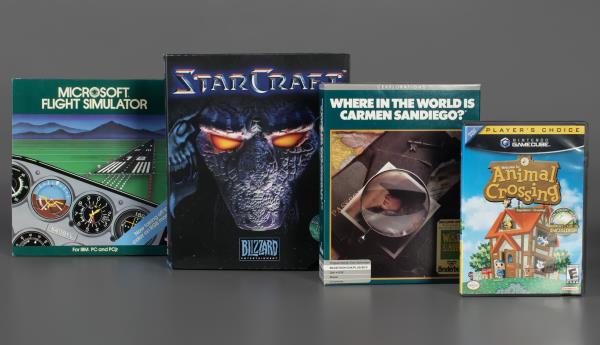 MICROSOFT
FLIGHT SIMULATOR
For IBM PC and PCjr
STARCRAFT
BLIZZARD
ENTERTAINMENT
EXPLORATIONS
WHERE IN THE WORLD IS
CARMEN SANDIEGO?
PLAYER'S CHOICE
NINTENDO
GAMECUBE
Animal
Crossing
E